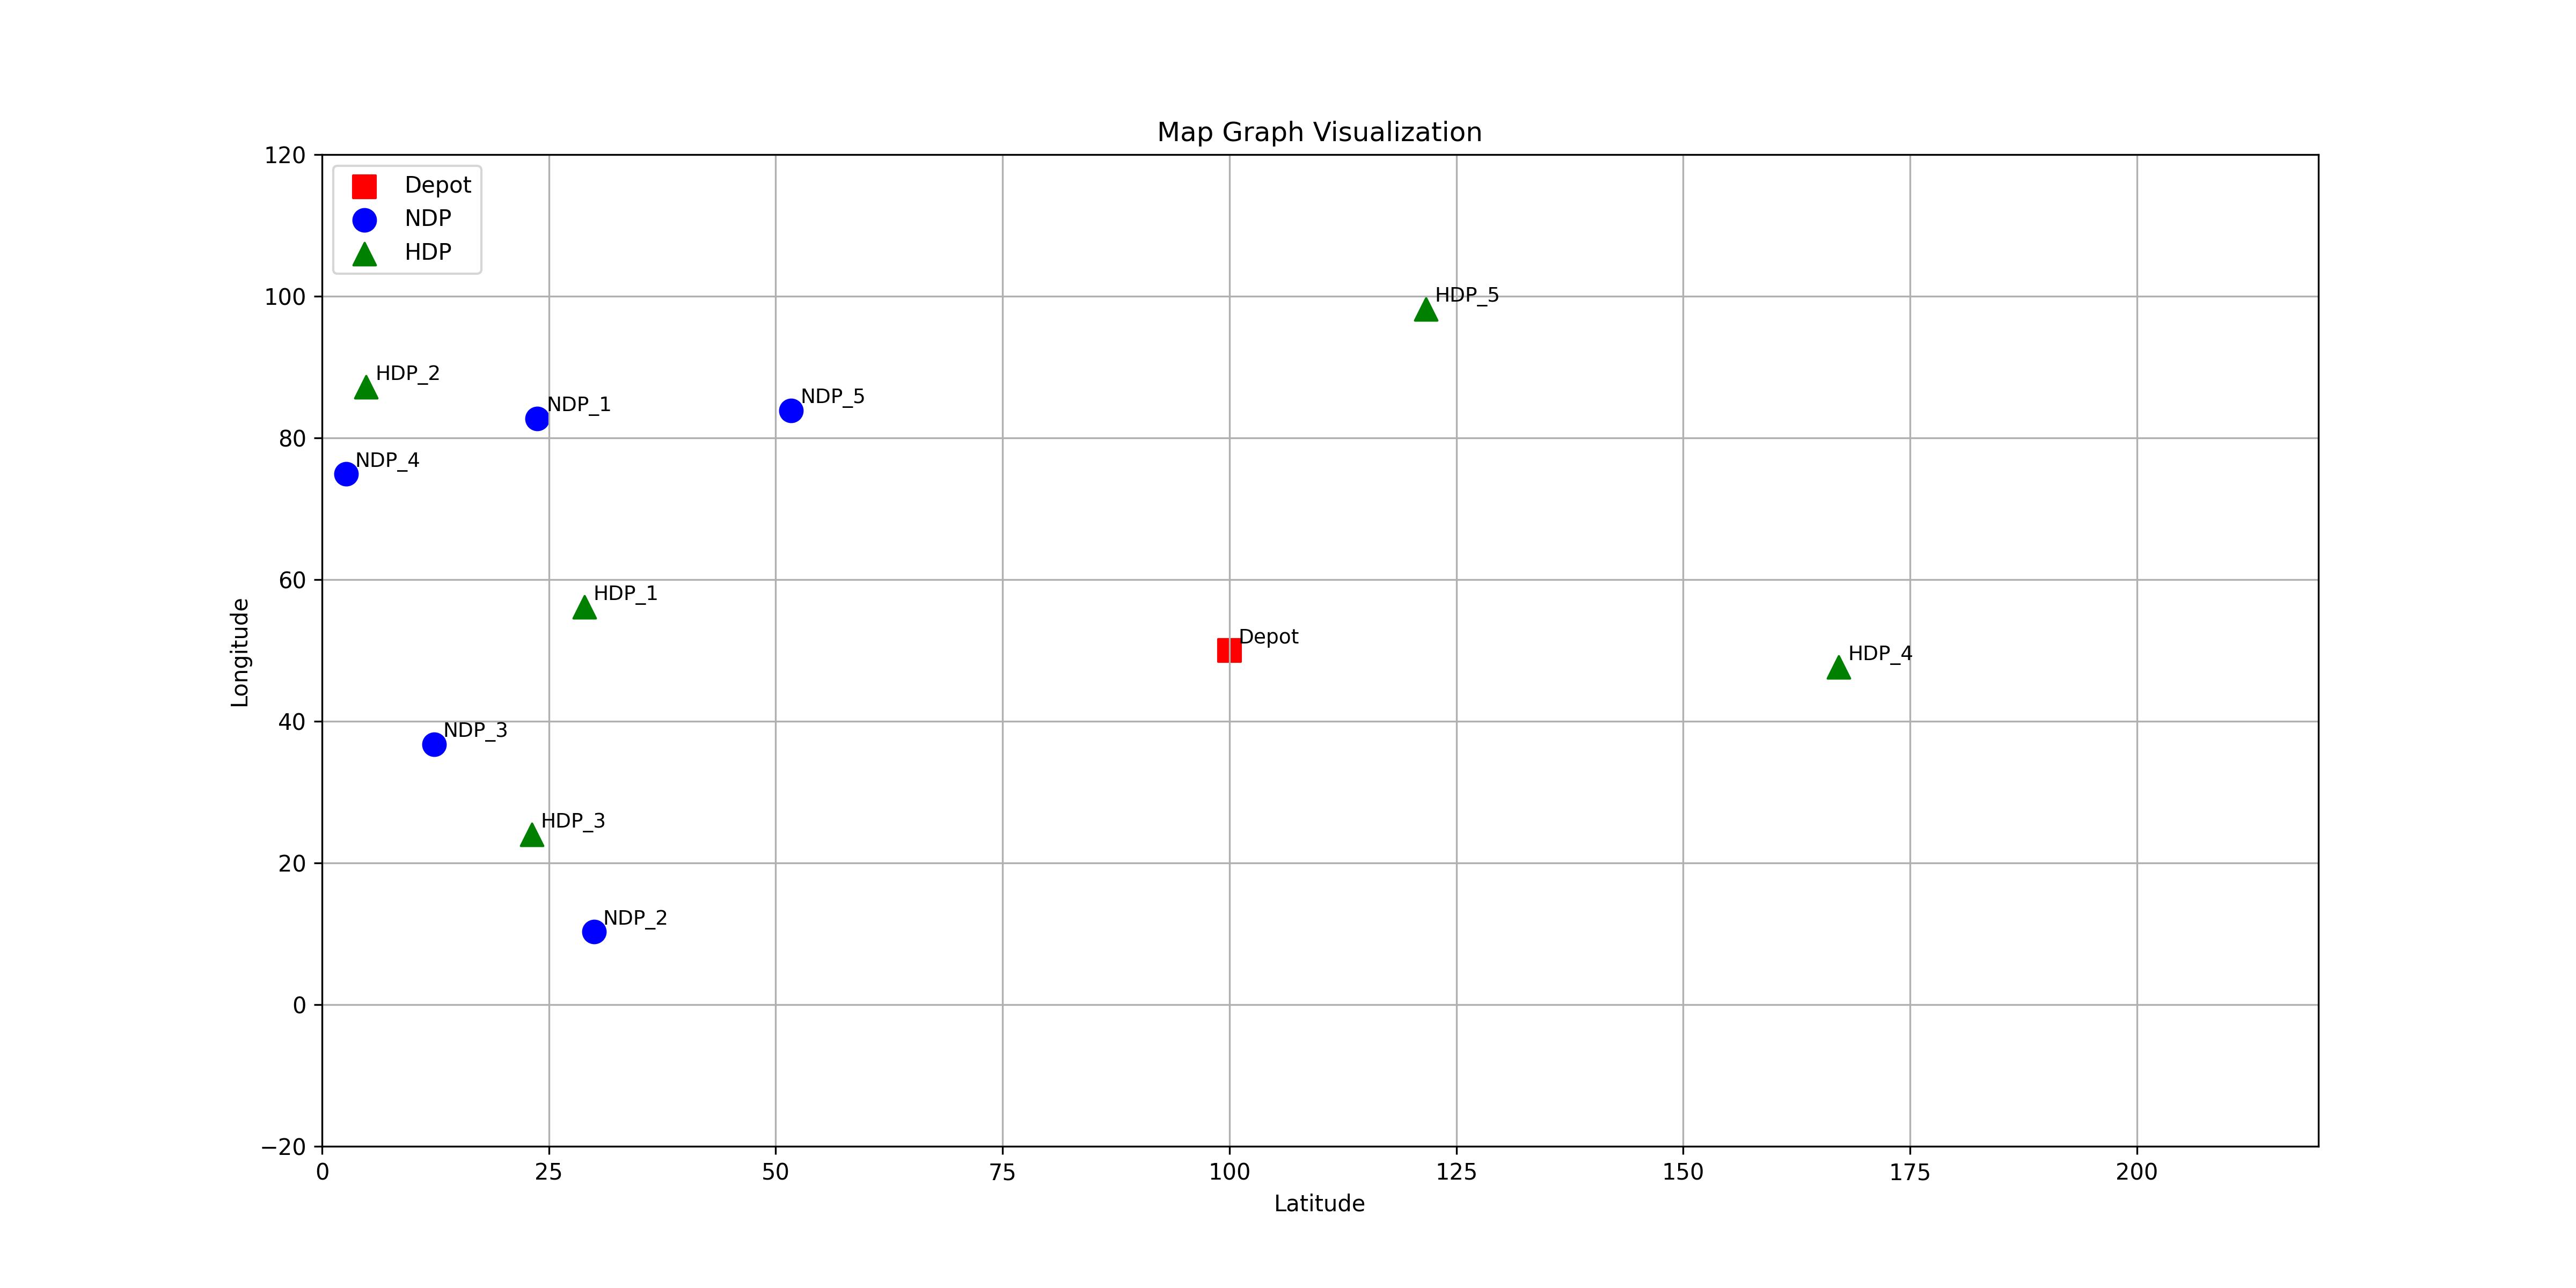 Map Graph Visualization
120
100
80
60
40
20
0
−20
Longitude
Depot
NDP
HDP
HDP_5
HDP_2
NDP_1
NDP_5
NDP_4
HDP_1
Depot
HDP_4
NDP_3
HDP_3
NDP_2
0 25 50 75 100 125 150 175 200
Latitude